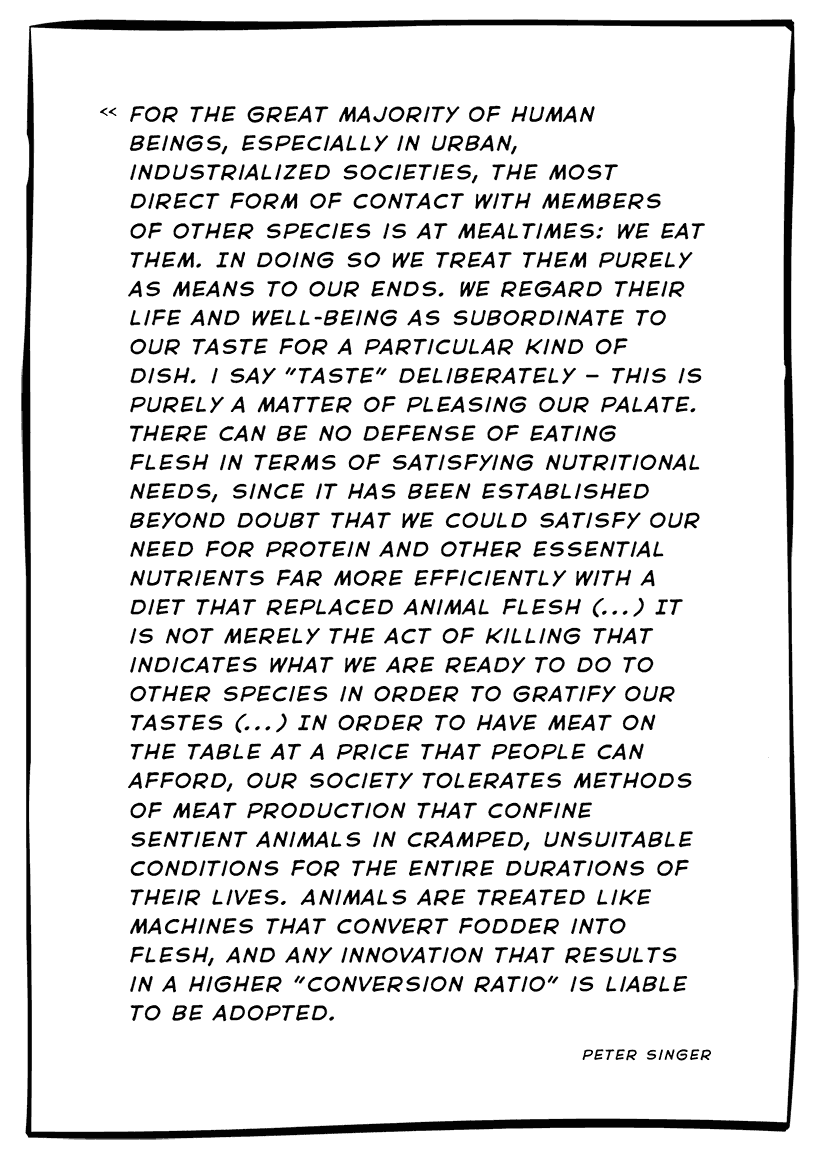 « FOR THE GREAT MAJORITY OF HUMAN
BEINGS, ESPECIALLY IN URBAN,
INDUSTRIALIZED SOCIETIES, THE MOST
DIRECT FORM OF CONTACT WITH MEMBERS
OF OTHER SPECIES IS AT MEALTIMES: WE EAT
THEM. IN DOING SO WE TREAT THEM PURELY
AS MEANS TO OUR ENDS. WE REGARD THEIR
LIFE AND WELL-BEING AS SUBORDINATE TO
OUR TASTE FOR A PARTICULAR KIND OF
DISH. I SAY "TASTE" DELIBERATELY – THIS IS
PURELY A MATTER OF PLEASING OUR PALATE.
THERE CAN BE NO DEFENSE OF EATING
FLESH IN TERMS OF SATISFYING NUTRITIONAL
NEEDS, SINCE IT HAS BEEN ESTABLISHED
BEYOND DOUBT THAT WE COULD SATISFY OUR
NEED FOR PROTEIN AND OTHER ESSENTIAL
NUTRIENTS FAR MORE EFFICIENTLY WITH A
DIET THAT REPLACED ANIMAL FLESH (...) IT
IS NOT MERELY THE ACT OF KILLING THAT
INDICATES WHAT WE ARE READY TO DO TO
OTHER SPECIES IN ORDER TO GRATIFY OUR
TASTES (...) IN ORDER TO HAVE MEAT ON
THE TABLE AT A PRICE THAT PEOPLE CAN
AFFORD, OUR SOCIETY TOLERATES METHODS
OF MEAT PRODUCTION THAT CONFINE
SENTIENT ANIMALS IN CRAMPED, UNSUITABLE
CONDITIONS FOR THE ENTIRE DURATIONS OF
THEIR LIVES. ANIMALS ARE TREATED LIKE
MACHINES THAT CONVERT FODDER INTO
FLESH, AND ANY INNOVATION THAT RESULTS
IN A HIGHER "CONVERSION RATIO" IS LIABLE
TO BE ADOPTED.
PETER SINGER